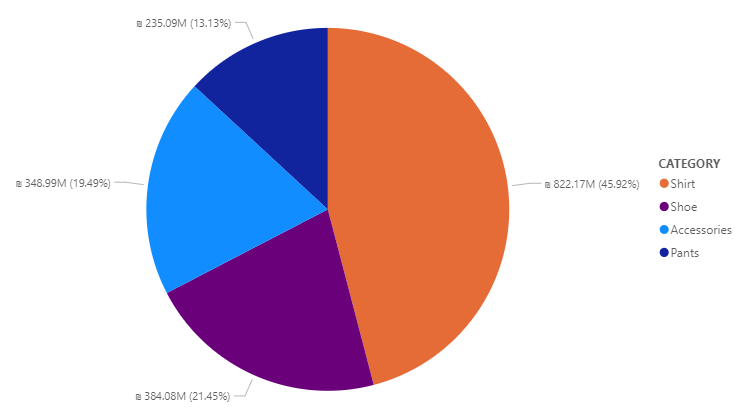 ₪ 235.09M (13.13%)
₪ 348.99M (19.49%)
₪ 822.17M (45.92%)
₪ 384.08M (21.45%)
CATEGORY
Shirt
Shoe
Accessories
Pants